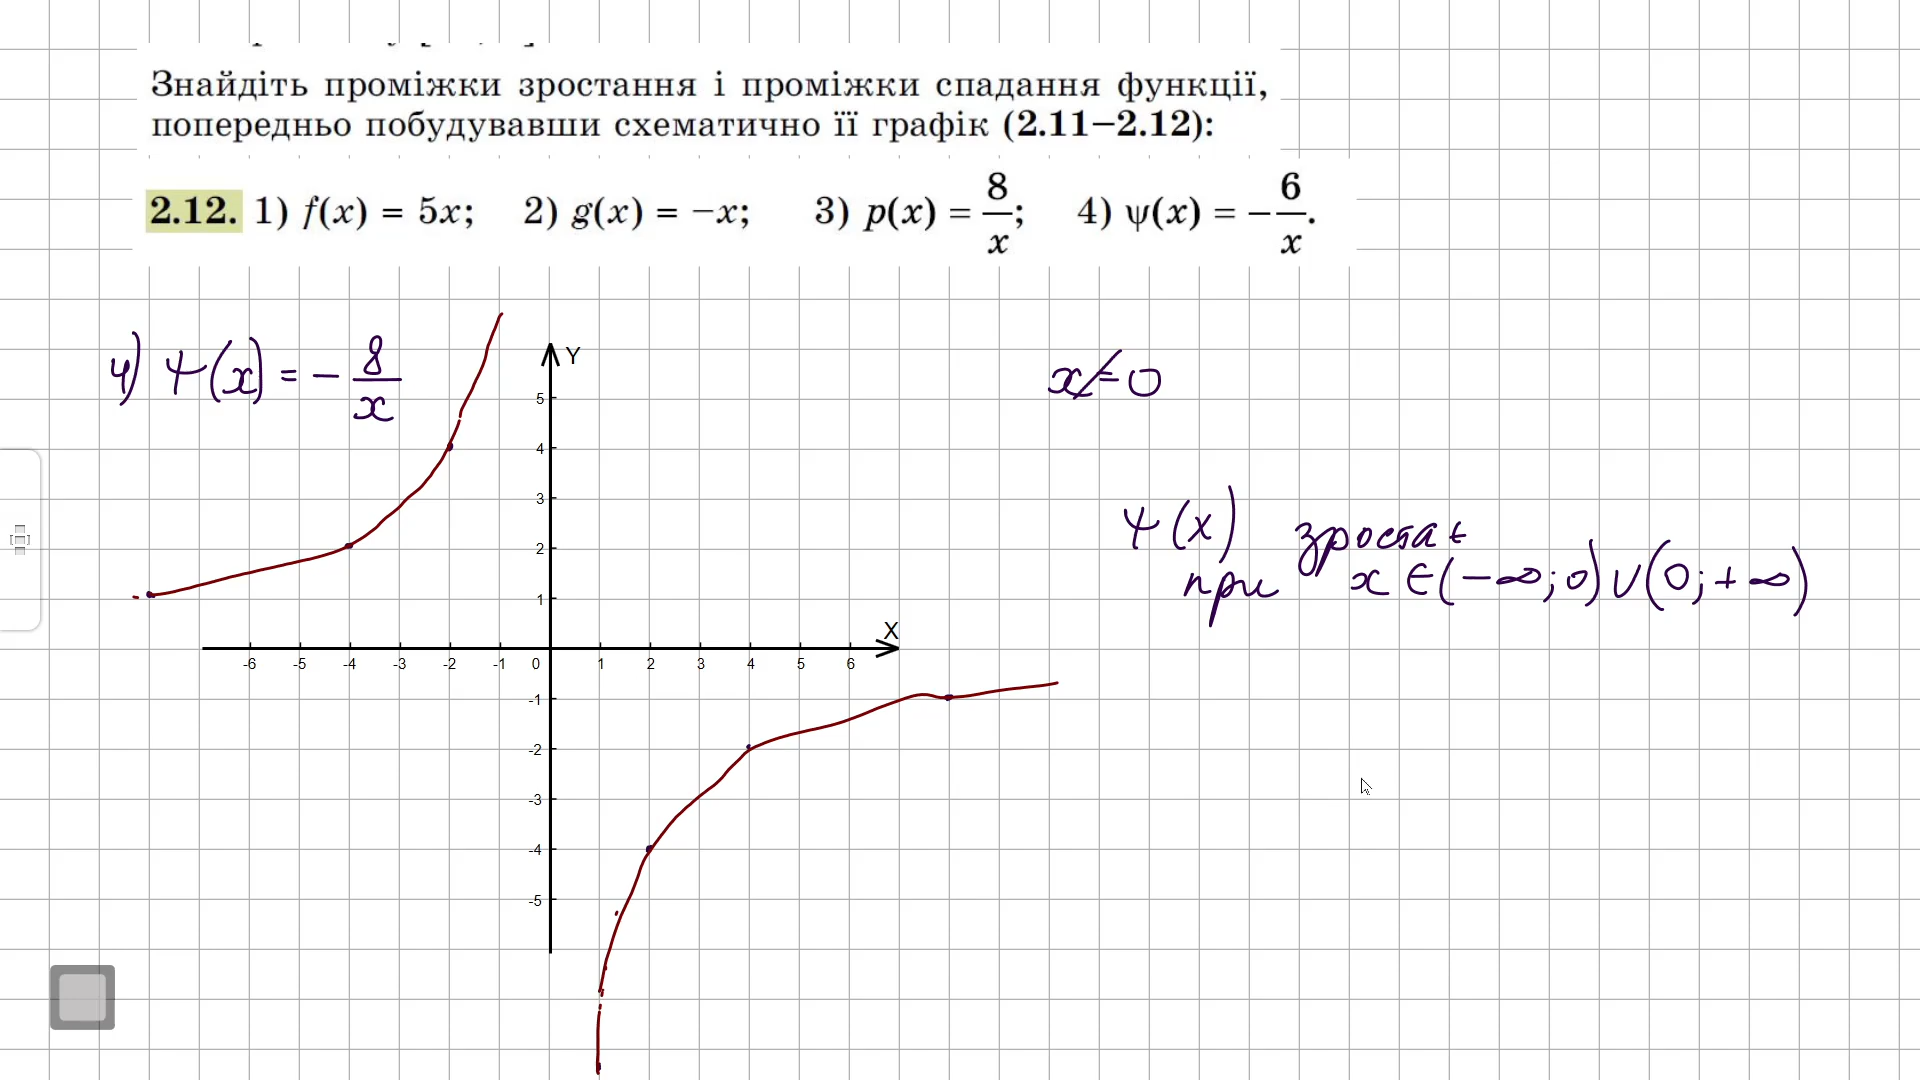 Знайдіть проміжки зростання і проміжки спадання функції,
попередньо побудувавши схематично її графік (2.11–2.12):
2.12. 1) f(x) = 5x; 2) g(x) = −x; 3) p(x) = 8/x; 4) ψ(x) = −6/x.
4) ψ(x) = − 8/x
x ≠ 0
Y
5
4
3
2
1
X
-6 -5 -4 -3 -2 -1 0 1 2 3 4 5 6
-1
-2
-3
-4
-5
ψ(x) зростає
при x ∈ (−∞; 0) ∪ (0; +∞)